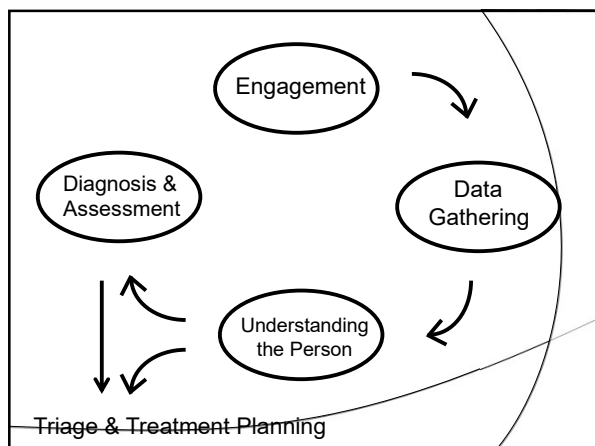 Engagement
Diagnosis &
Assessment
Data
Gathering
Understanding
the Person
Triage & Treatment Planning